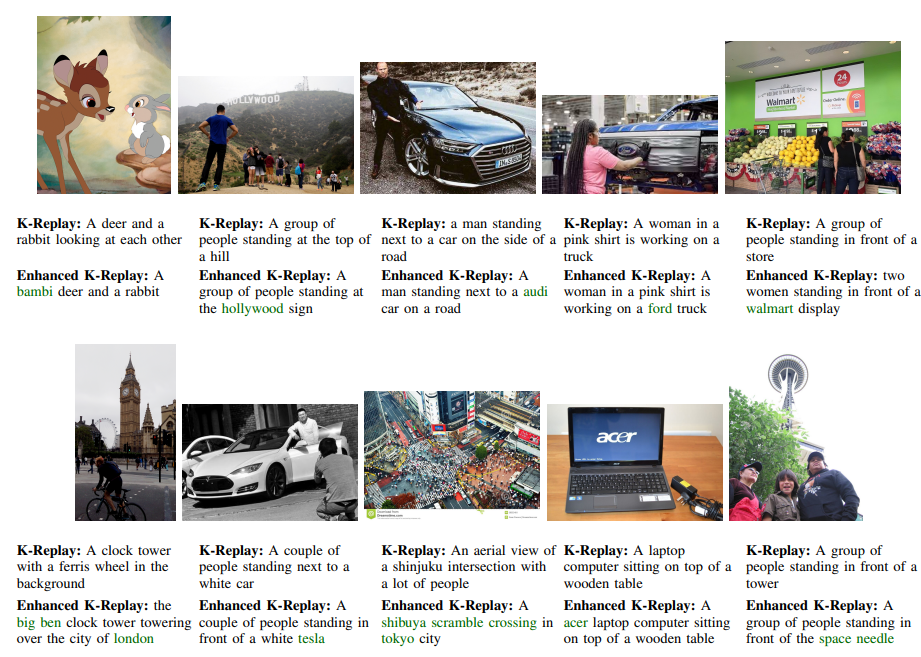 HOLLYWOOD
Walmart
24
acer
acer
K-Replay: A deer and a
rabbit looking at each other
Enhanced K-Replay: A
bambi deer and a rabbit
K-Replay: A group of
people standing at the top of
a hill
Enhanced K-Replay: A
group of people standing at
the hollywood sign
K-Replay: a man standing
next to a car on the side of a
road
Enhanced K-Replay: A
man standing next to a audi
car on a road
K-Replay: A woman in a
pink shirt is working on a
truck
Enhanced K-Replay: A
woman in a pink shirt is
working on a ford truck
K-Replay: A group of
people standing in front of a
store
Enhanced K-Replay: two
women standing in front of a
walmart display
K-Replay: A clock tower
with a ferris wheel in the
background
Enhanced K-Replay: the
big ben clock tower towering
over the city of london
K-Replay: A couple of
people standing next to a
white car
Enhanced K-Replay: A
couple of people standing in
front of a white tesla
K-Replay: An aerial view of
a shinjuku intersection with
a lot of people
Enhanced K-Replay: A
shibuya scramble crossing in
tokyo city
K-Replay: A laptop
computer sitting on top of a
wooden table
Enhanced K-Replay: A
acer laptop computer sitting
on top of a wooden table
K-Replay: A group of
people standing in front of a
tower
Enhanced K-Replay: A
group of people standing in
front of the space needle